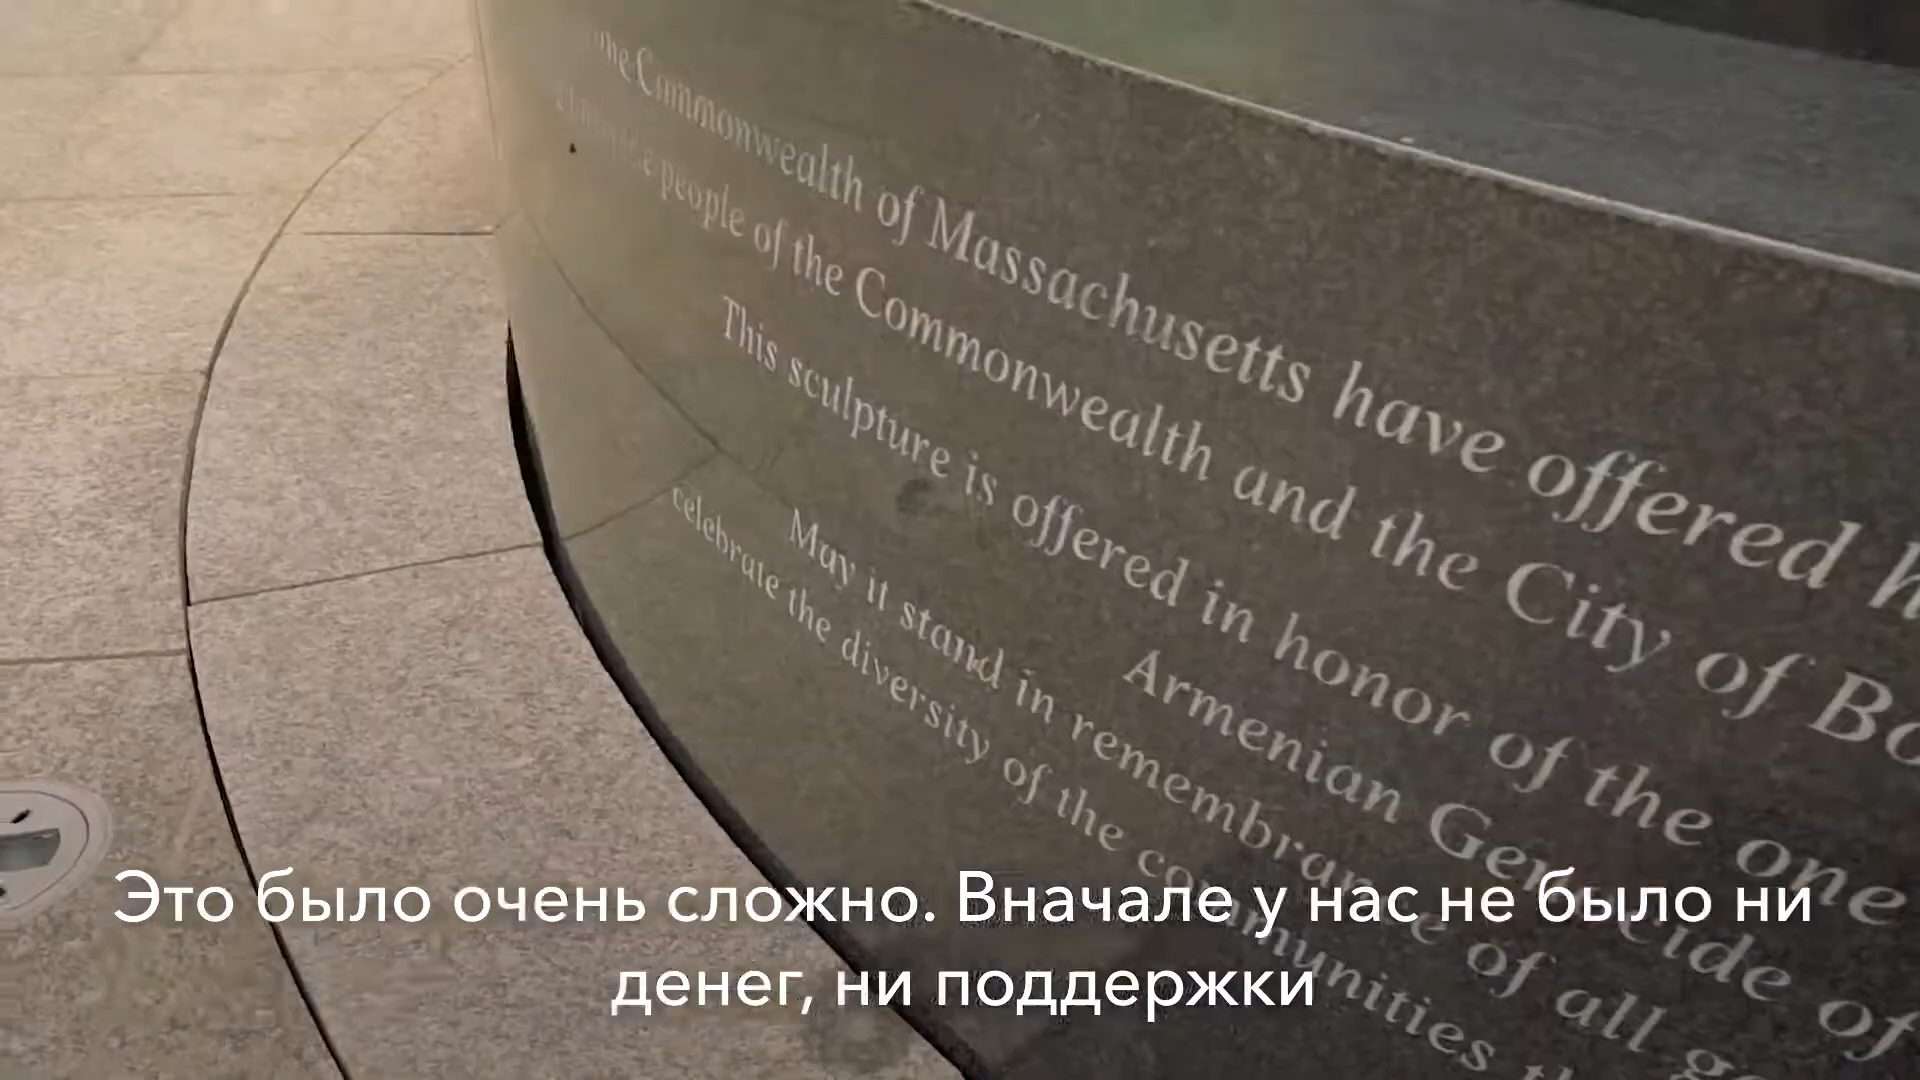 Commonwealth of Massachusetts have offered
people of the Commonwealth and the City of
This sculpture is offered in honor of the one
Armenian Genocide of
May it stand in remembrance of all
celebrate the diversity of the communities
Это было очень сложно. Вначале у нас не было ни
денег, ни поддержки